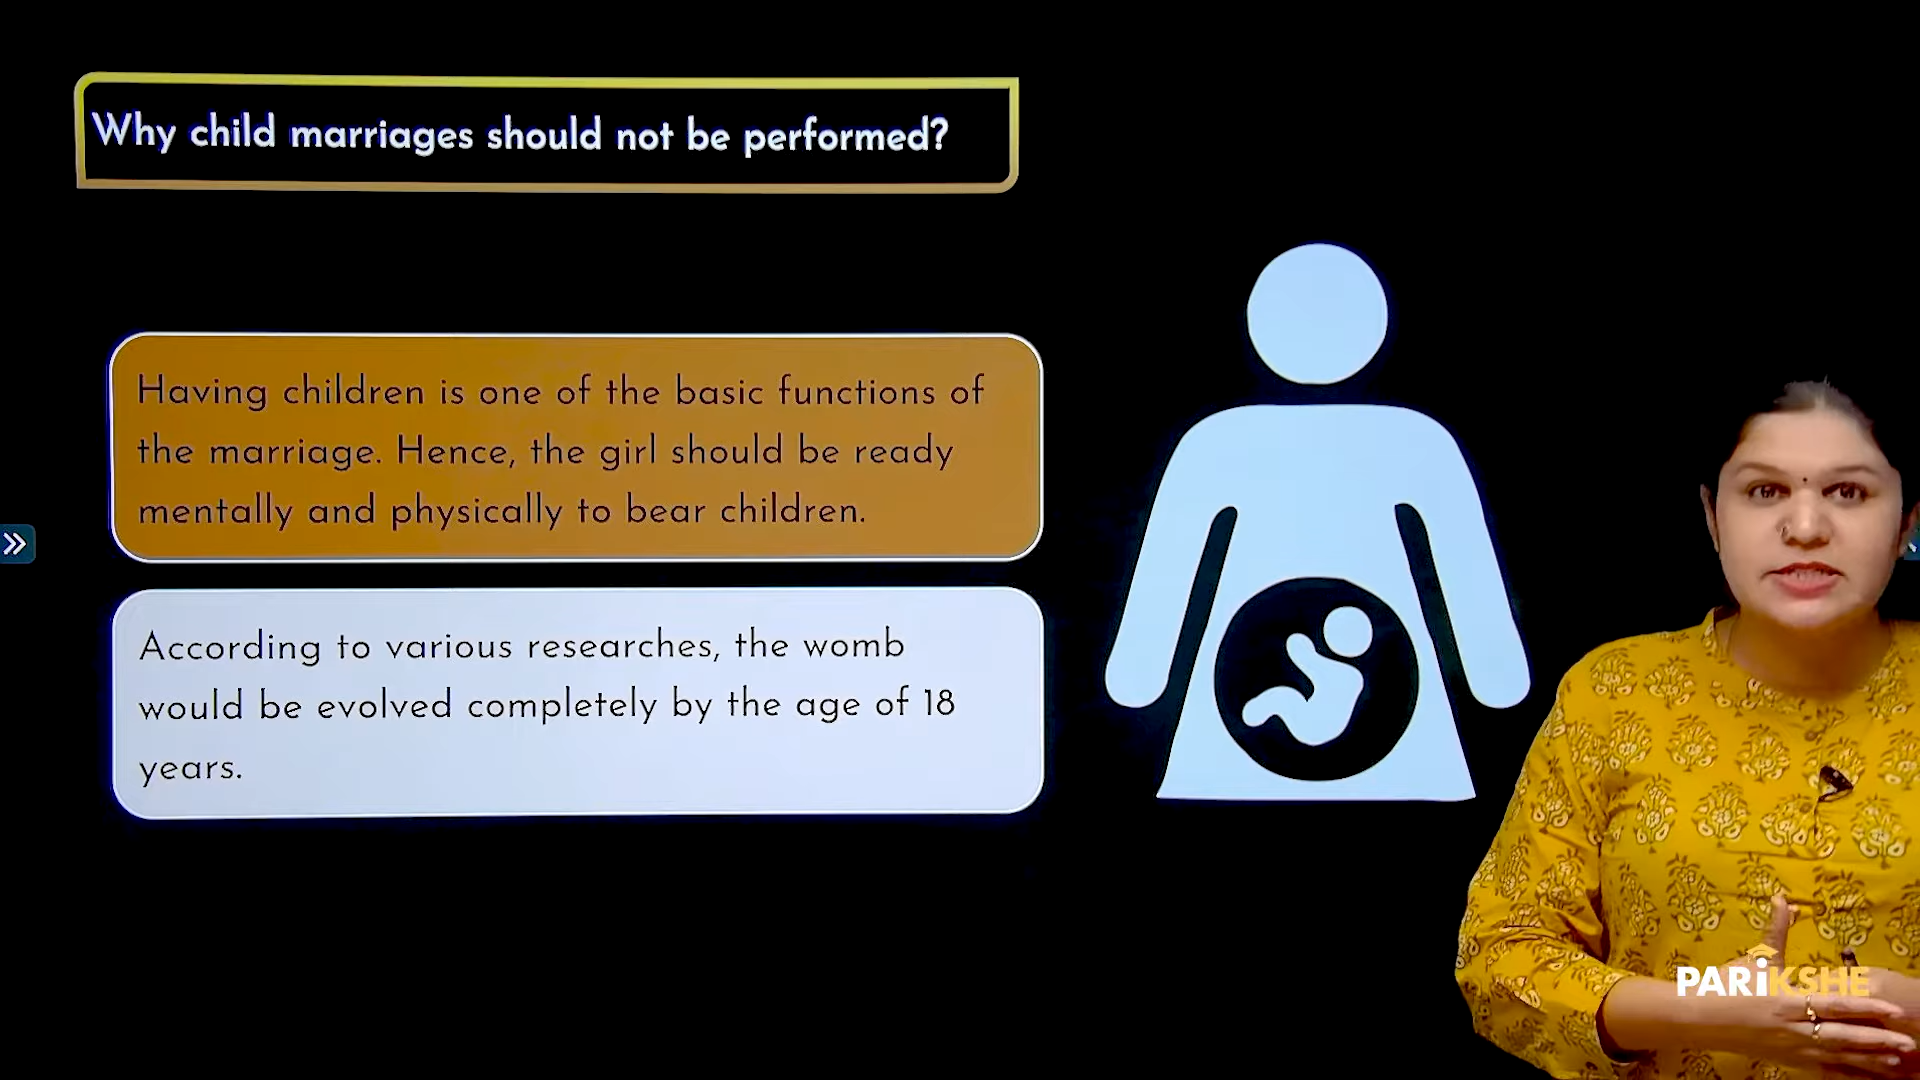 Why child marriages should not be performed?
Having children is one of the basic functions of
the marriage. Hence, the girl should be ready
mentally and physically to bear children.
According to various researches, the womb
would be evolved completely by the age of 18
years.
PARiKSHE